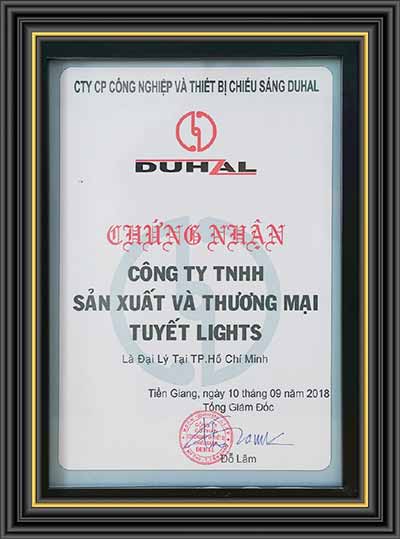 CTY CP CÔNG NGHIỆP VÀ THIẾT BỊ CHIẾU SÁNG DUHAL
DUHAL
CHỨNG NHẬN
CÔNG TY TNHH
SẢN XUẤT VÀ THƯƠNG MẠI
TUYẾT LIGHTS
Là Đại Lý Tại TP.Hồ Chí Minh
Tiền Giang, ngày 10 tháng 09 năm 2018
Tổng Giám Đốc
Đỗ Lâm